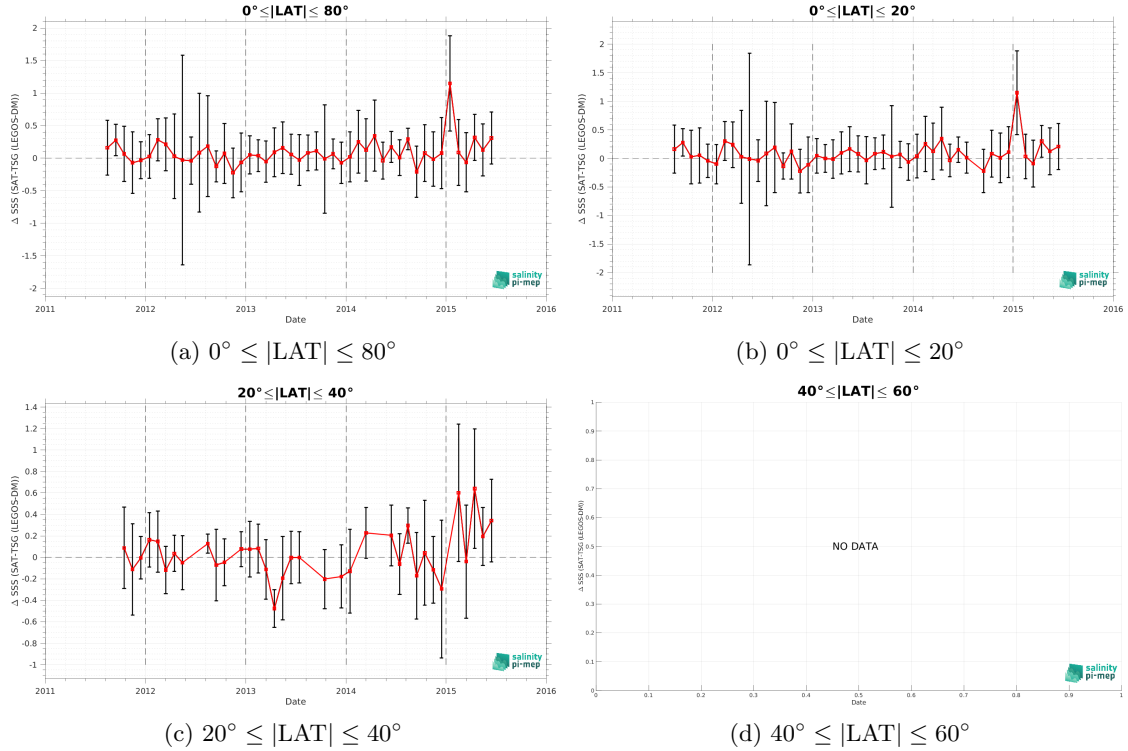 0°≤|LAT|≤ 80°
Δ SSS (SAT-TSG (LEGOS-DM))
2
1.5
1
0.5
0
-0.5
-1
-1.5
-2
2011 2012 2013 2014 2015 2016
Date
salinity
pi-mep
(a) 0° ≤ |LAT| ≤ 80°
0°≤|LAT|≤ 20°
Δ SSS (SAT-TSG (LEGOS-DM))
2
1.5
1
0.5
0
-0.5
-1
-1.5
-2
2011 2012 2013 2014 2015 2016
Date
salinity
pi-mep
(b) 0° ≤ |LAT| ≤ 20°
20°≤|LAT|≤ 40°
Δ SSS (SAT-TSG (LEGOS-DM))
1.4
1.2
1
0.8
0.6
0.4
0.2
0
-0.2
-0.4
-0.6
-0.8
-1
2011 2012 2013 2014 2015 2016
Date
salinity
pi-mep
(c) 20° ≤ |LAT| ≤ 40°
40°≤|LAT|≤ 60°
Δ SSS (SAT-TSG (LEGOS-DM))
1
0.9
0.8
0.7
0.6
0.5
0.4
0.3
0.2
0.1
0
NO DATA
0 0.1 0.2 0.3 0.4 0.5 0.6 0.7 0.8 0.9 1
Date
salinity
pi-mep
(d) 40° ≤ |LAT| ≤ 60°